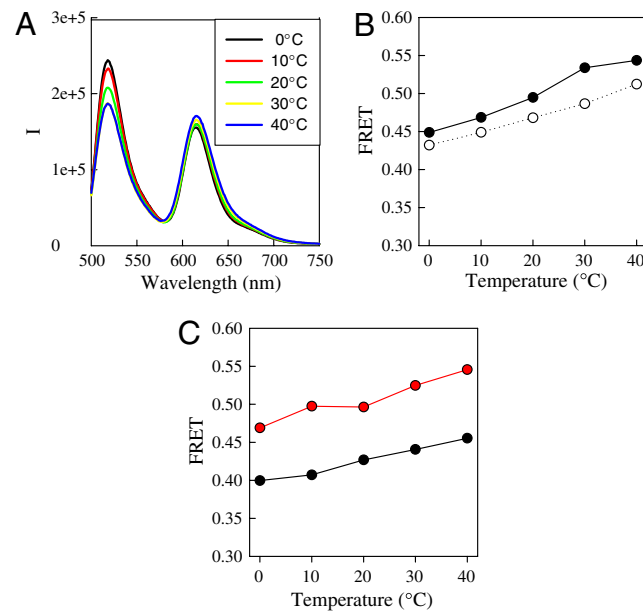 A
3e+5
2e+5
1e+5
0
I
0°C
10°C
20°C
30°C
40°C
500 550 600 650 700 750
Wavelength (nm)
B
0.60
0.55
0.50
0.45
0.40
0.35
0.30
FRET
0 10 20 30 40
Temperature (°C)
C
0.60
0.55
0.50
0.45
0.40
0.35
0.30
FRET
0 10 20 30 40
Temperature (°C)